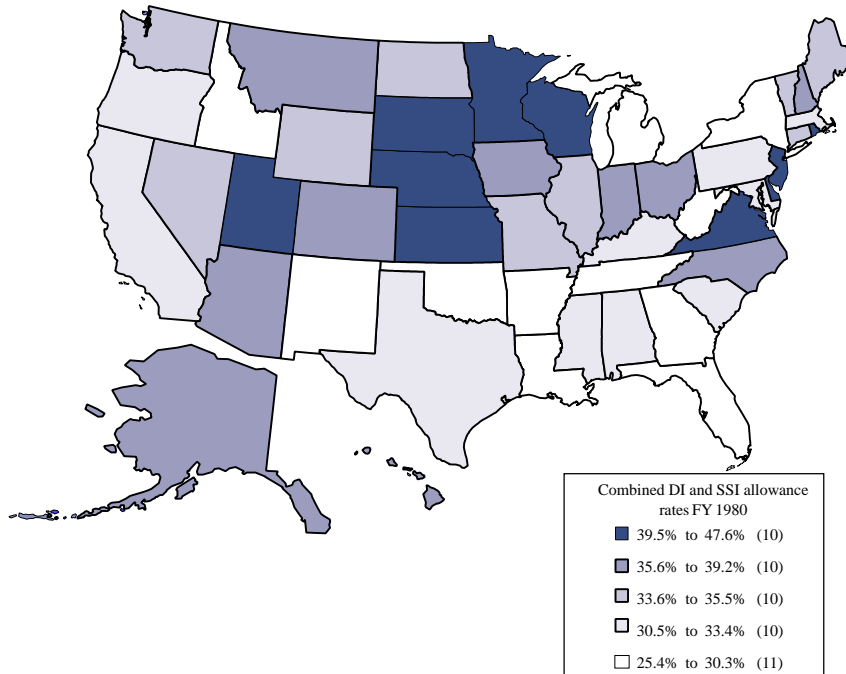 Combined DI and SSI allowance
rates FY 1980
39.5% to 47.6% (10)
35.6% to 39.2% (10)
33.6% to 35.5% (10)
30.5% to 33.4% (10)
25.4% to 30.3% (11)